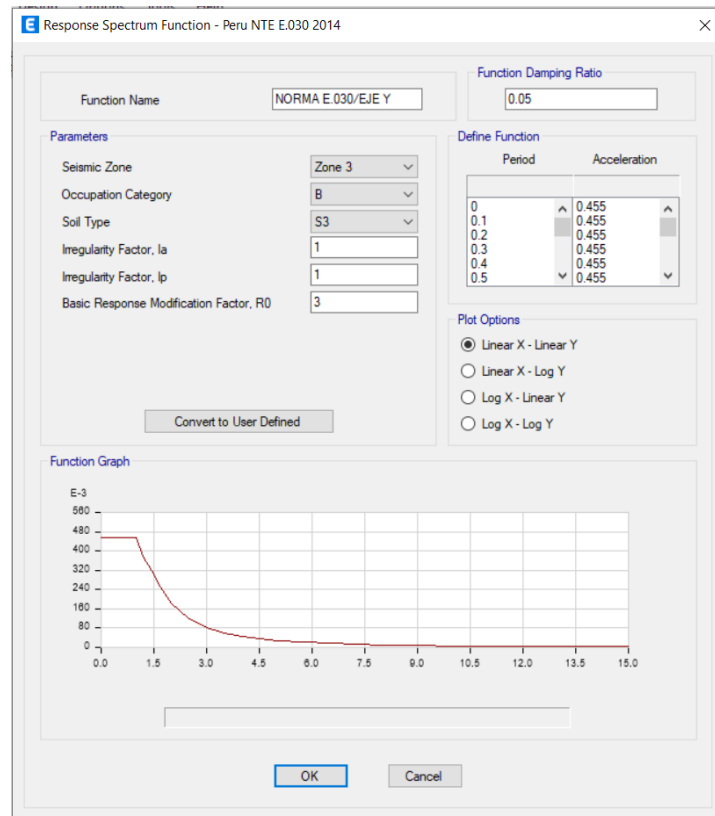 Response Spectrum Function - Peru NTE E.030 2014
Function Name
NORMA E.030/EJE Y
Function Damping Ratio
0.05
Parameters
Seismic Zone
Zone 3
Occupation Category
B
Soil Type
S3
Irregularity Factor, Ia
1
Irregularity Factor, Ip
1
Basic Response Modification Factor, R0
3
Convert to User Defined
Define Function
Period Acceleration
0 0.455
0.1 0.455
0.2 0.455
0.3 0.455
0.4 0.455
0.5 0.455
Plot Options
Linear X - Linear Y
Linear X - Log Y
Log X - Linear Y
Log X - Log Y
Function Graph
E-3
560
480
400
320
240
160
80
0
0.0 1.5 3.0 4.5 6.0 7.5 9.0 10.5 12.0 13.5 15.0
OK Cancel